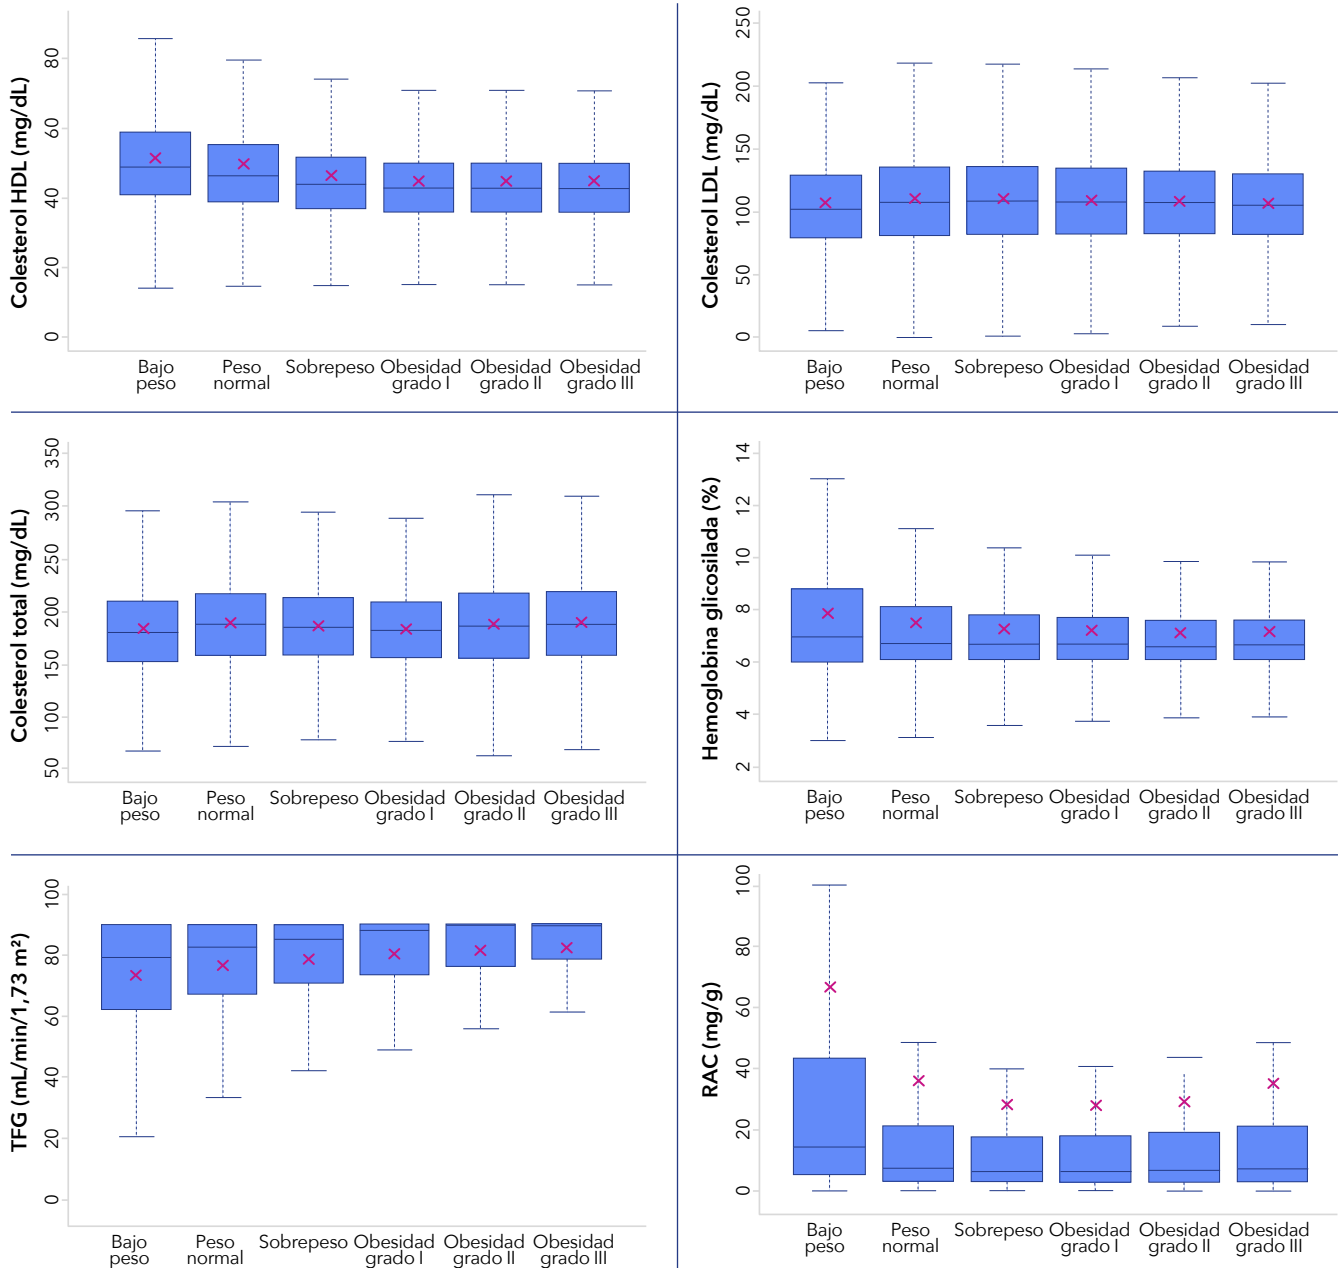 Colesterol HDL (mg/dL)
80
60
40
20
0
Bajo
peso
Peso
normal
Sobrepeso
Obesidad
grado I
Obesidad
grado II
Obesidad
grado III
Colesterol LDL (mg/dL)
250
200
150
100
50
0
Bajo
peso
Peso
normal
Sobrepeso
Obesidad
grado I
Obesidad
grado II
Obesidad
grado III
Colesterol total (mg/dL)
350
300
250
200
150
100
50
Bajo
peso
Peso
normal
Sobrepeso
Obesidad
grado I
Obesidad
grado II
Obesidad
grado III
Hemoglobina glicosilada (%)
14
12
10
8
6
4
2
Bajo
peso
Peso
normal
Sobrepeso
Obesidad
grado I
Obesidad
grado II
Obesidad
grado III
TFG (mL/min/1,73 m²)
100
80
60
40
20
0
Bajo
peso
Peso
normal
Sobrepeso
Obesidad
grado I
Obesidad
grado II
Obesidad
grado III
RAC (mg/g)
100
80
60
40
20
0
Bajo
peso
Peso
normal
Sobrepeso
Obesidad
grado I
Obesidad
grado II
Obesidad
grado III